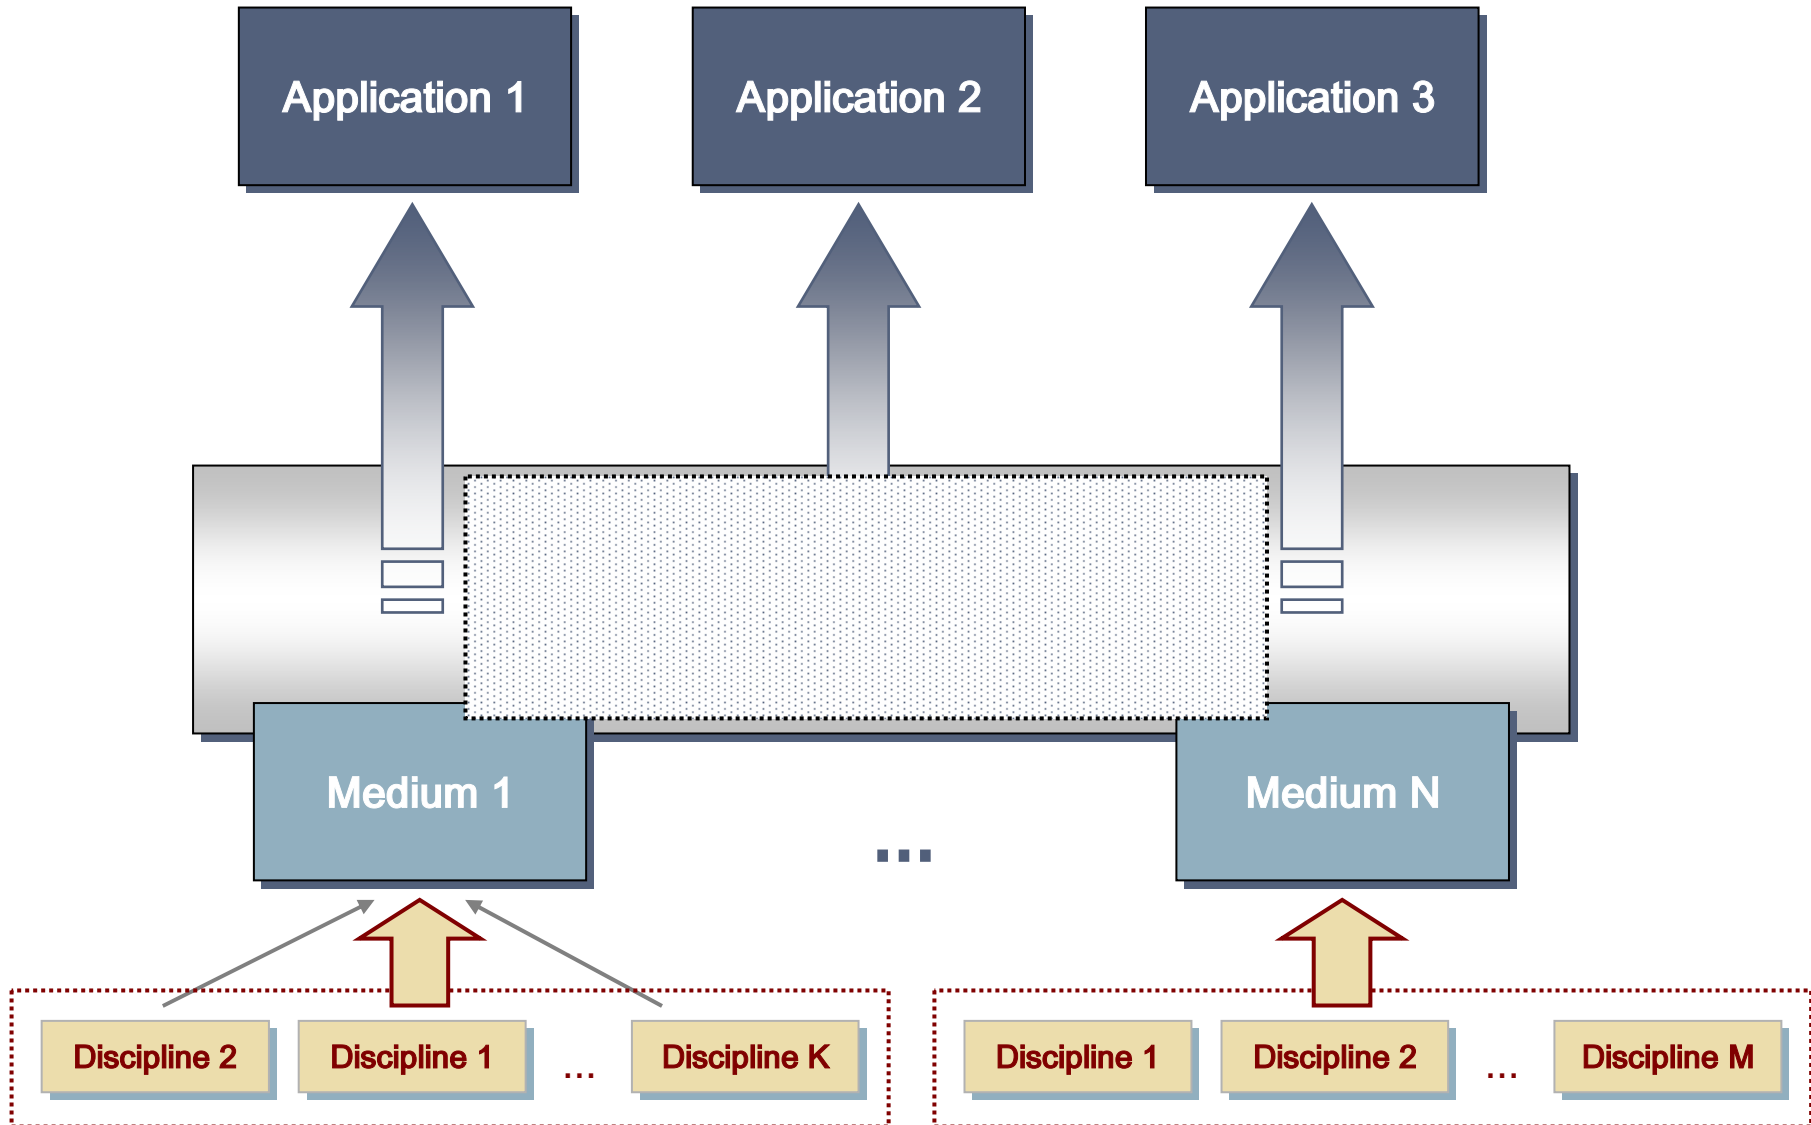 Application 1
Application 2
Application 3
Medium 1
...
Medium N
Discipline 2
Discipline 1
...
Discipline K
Discipline 1
Discipline 2
...
Discipline M